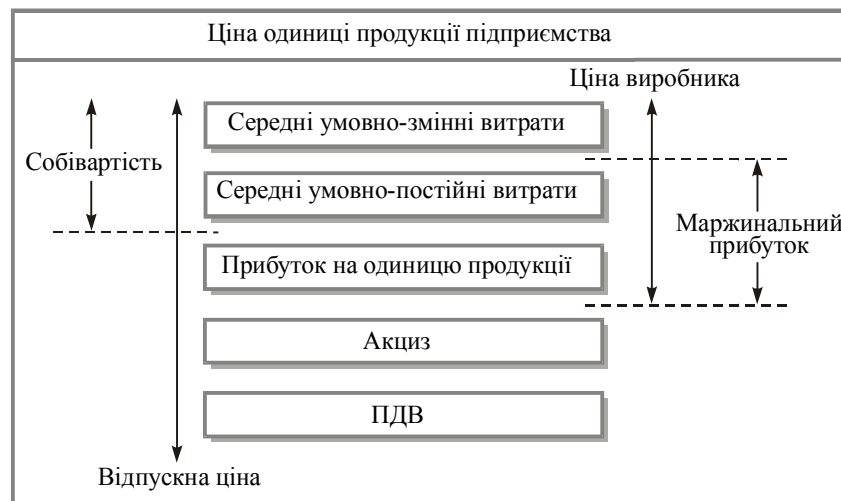 Ціна одиниці продукції підприємства
Ціна виробника
Середні умовно-змінні витрати
Собівартість
Середні умовно-постійні витрати
Маржинальний
прибуток
Прибуток на одиницю продукції
Акциз
ПДВ
Відпускна ціна